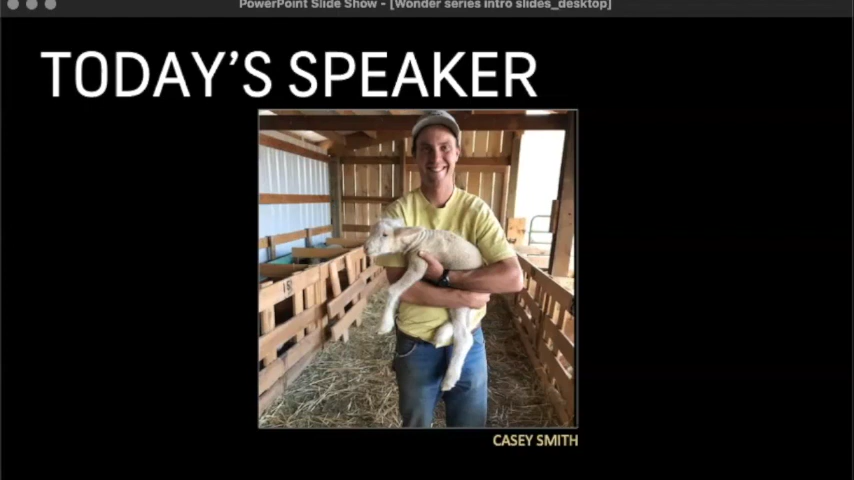 PowerPoint Slide Show - [Wonder series intro slides_desktop]
TODAY'S SPEAKER
CASEY SMITH